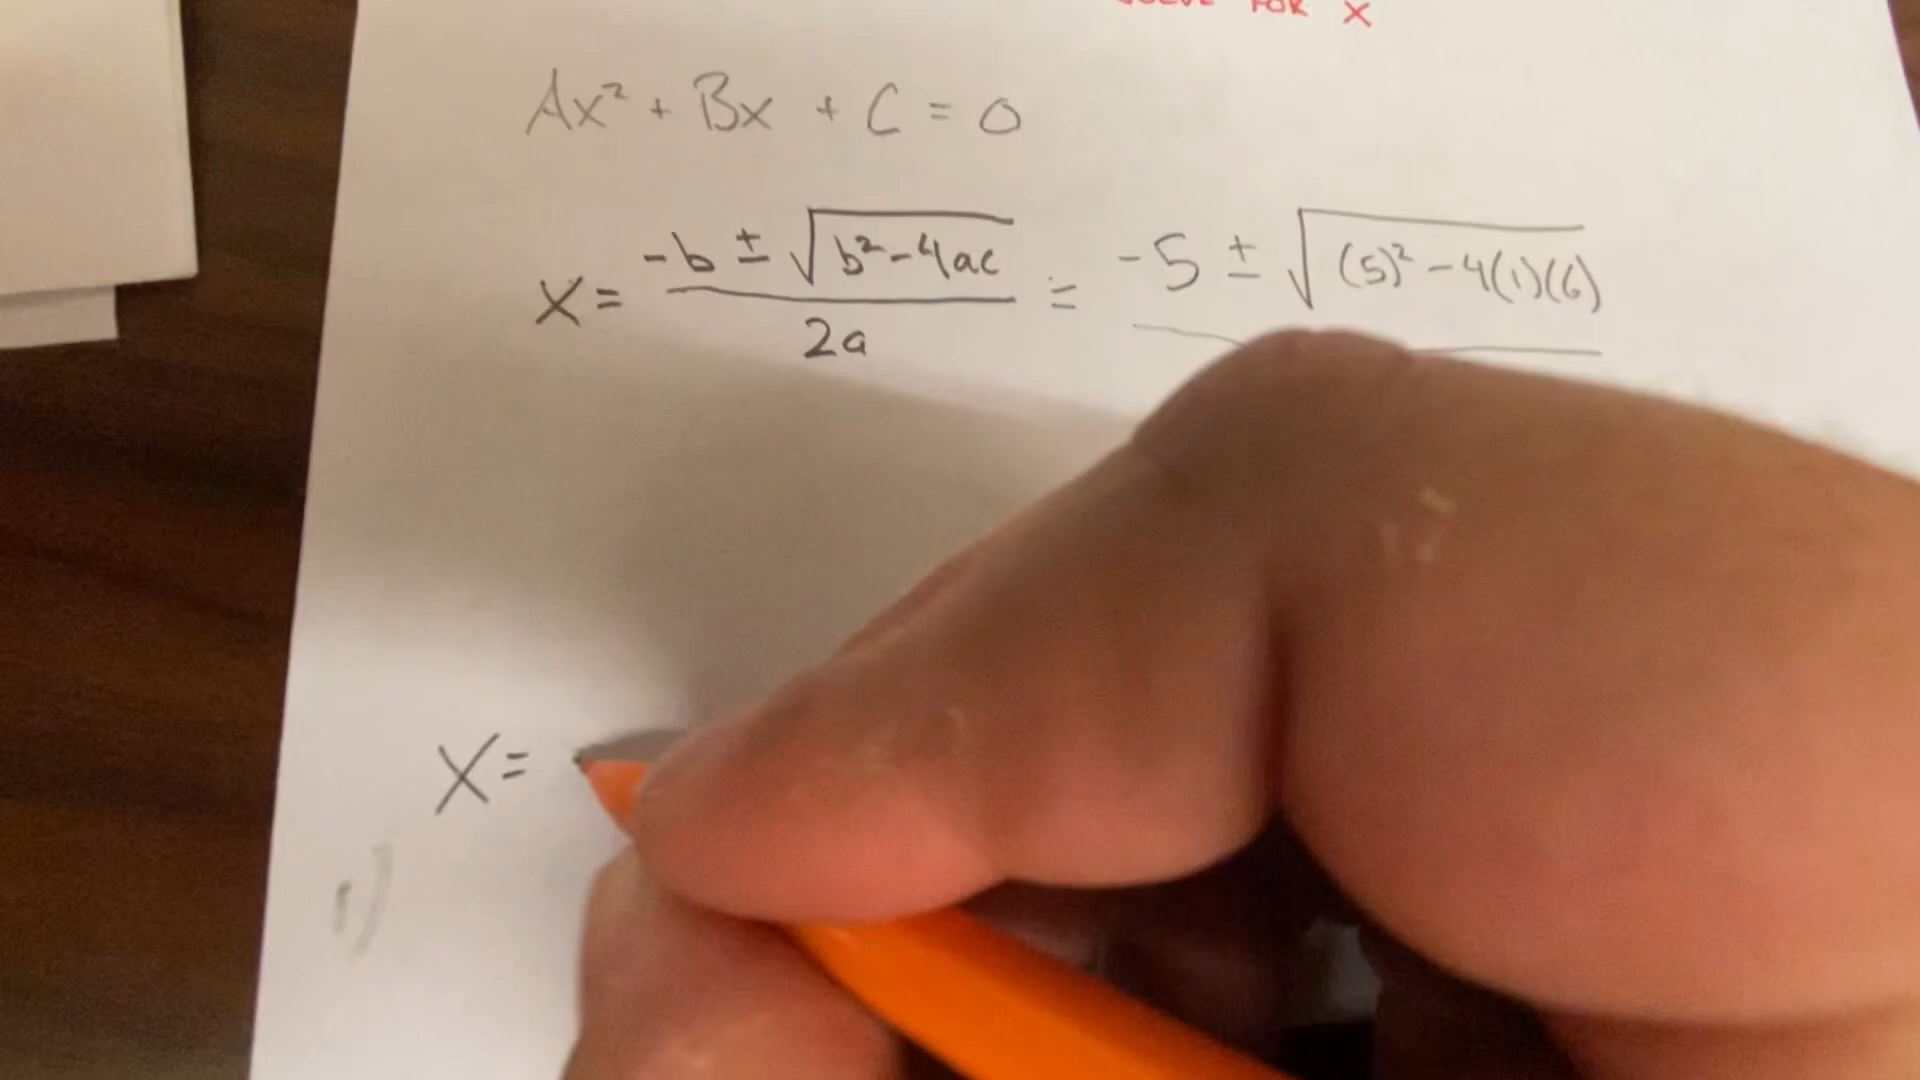 FOR X
Ax² + Bx + C = 0
X = -b ± √b²-4ac / 2a = -5 ± √(5)² - 4(1)(6)
X =